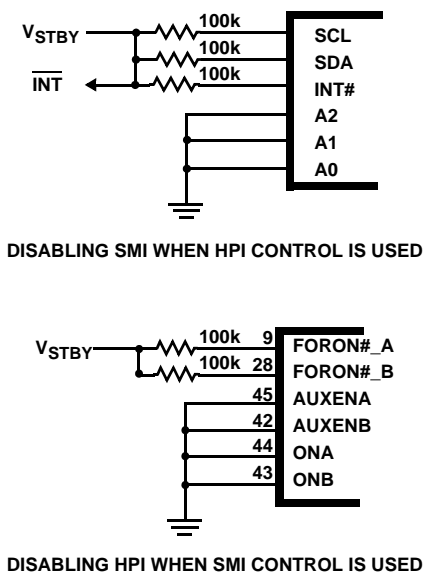 100k
VSTBY
SCL
100k
SDA
100k
INT
INT#
A2
A1
A0
DISABLING SMI WHEN HPI CONTROL IS USED
VSTBY
100k 9 FORON#_A
100k 28 FORON#_B
45 AUXENA
42 AUXENB
44 ONA
43 ONB
DISABLING HPI WHEN SMI CONTROL IS USED